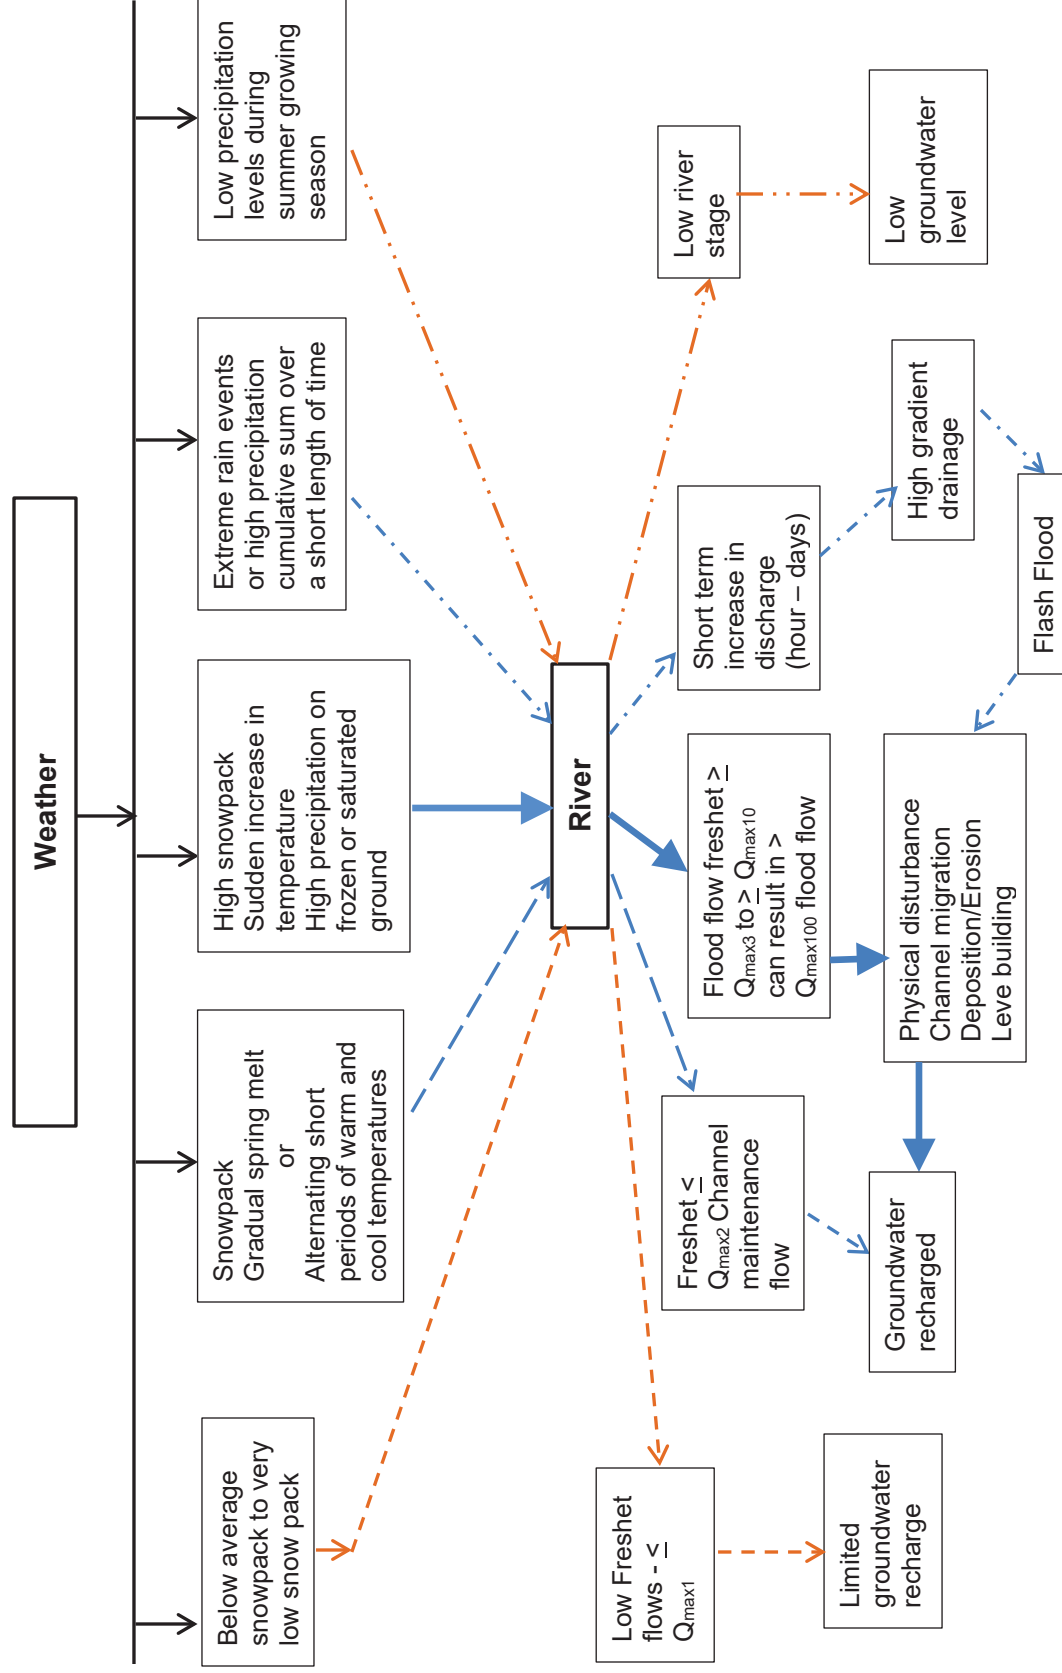 Weather
Below average
snowpack to very
low snow pack
Snowpack
Gradual spring melt
or
Alternating short
periods of warm and
cool temperatures
High snowpack
Sudden increase in
temperature
High precipitation on
frozen or saturated
ground
Extreme rain events
or high precipitation
cumulative sum over
a short length of time
Low precipitation
levels during
summer growing
season
River
Low Freshet
flows - ≤
Qmax1
Freshet ≤
Qmax2 Channel
maintenance
flow
Flood flow freshet ≥
Qmax3 to ≥ Qmax10
can result in >
Qmax100 flood flow
Short term
increase in
discharge
(hour – days)
Low river
stage
Limited
groundwater
recharge
Groundwater
recharged
Physical disturbance
Channel migration
Deposition/Erosion
Leve building
High gradient
drainage
Low
groundwater
level
Flash Flood